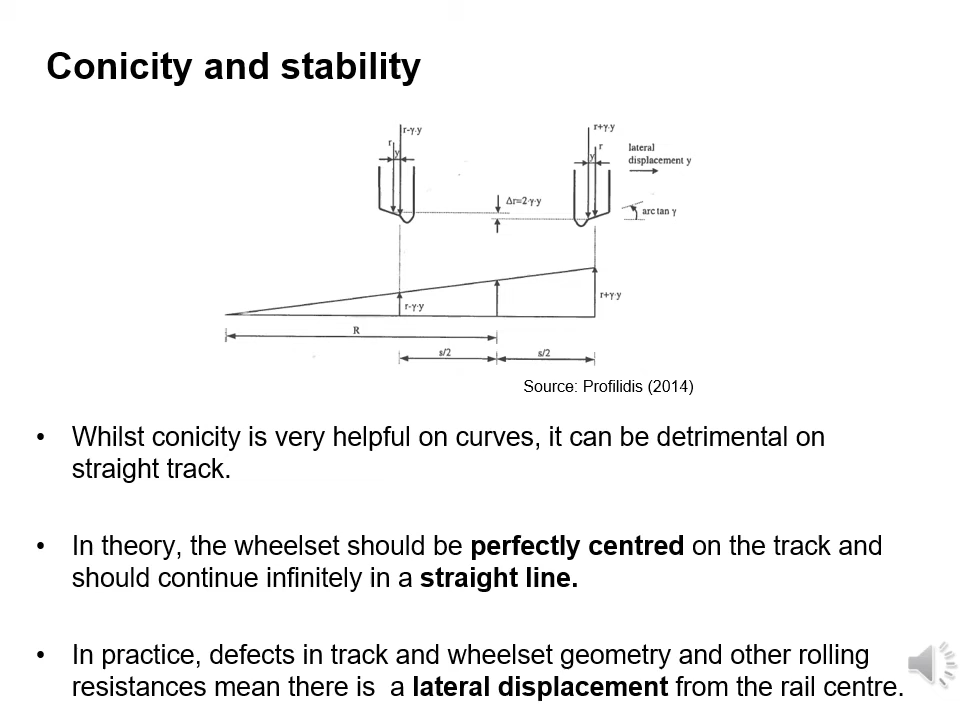 Conicity and stability
r-γ·y
r
y
r+γ·y
r
y
lateral
displacement y
Δr=2·γ·y
arc tan γ
r-γ·y
r+γ·y
R
s/2
s/2
Source: Profilidis (2014)
• Whilst conicity is very helpful on curves, it can be detrimental on
straight track.
• In theory, the wheelset should be perfectly centred on the track and
should continue infinitely in a straight line.
• In practice, defects in track and wheelset geometry and other rolling
resistances mean there is  a lateral displacement from the rail centre.